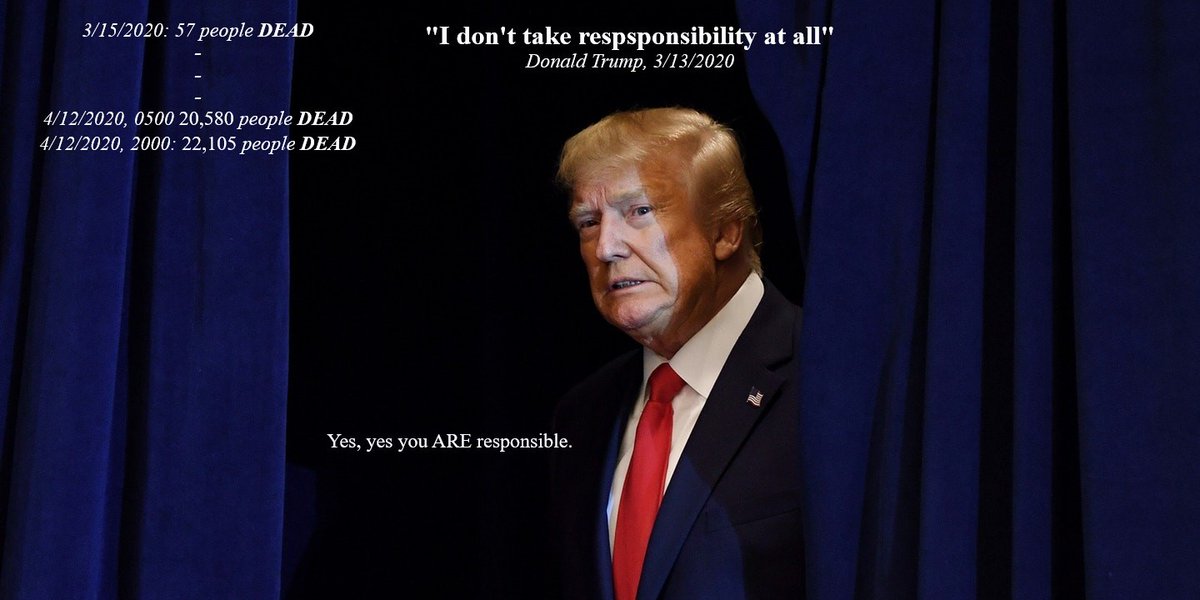 3/15/2020: 57 people DEAD
-
-
-
4/12/2020, 0500 20,580 people DEAD
4/12/2020, 2000: 22,105 people DEAD
"I don't take respsponsibility at all"
Donald Trump, 3/13/2020
Yes, yes you ARE responsible.